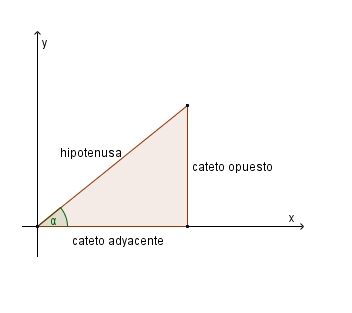 y
hipotenusa
cateto opuesto
x
α
cateto adyacente